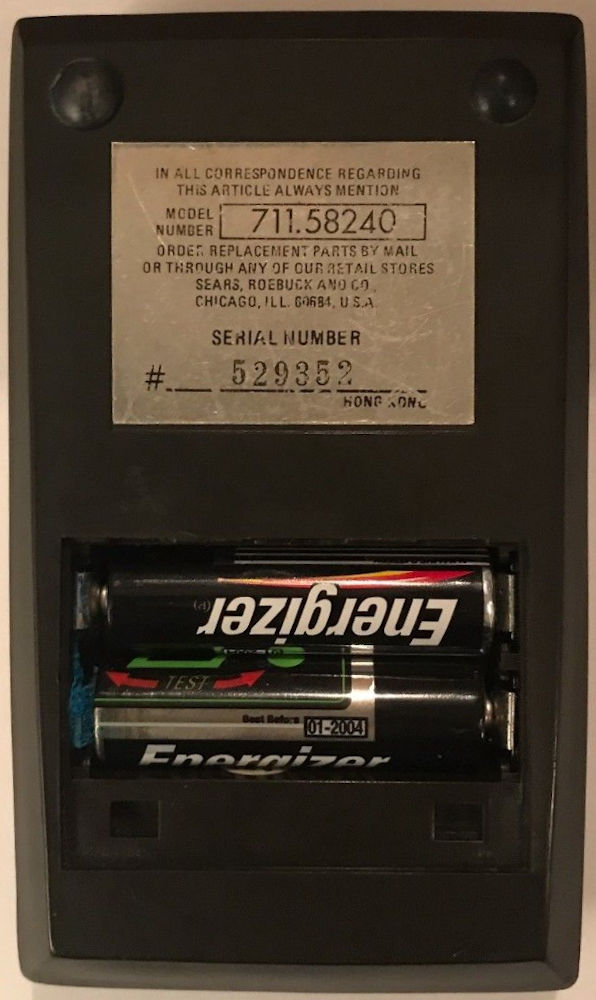 IN ALL CORRESPONDENCE REGARDING
THIS ARTICLE ALWAYS MENTION
MODEL NUMBER 711.58240
ORDER REPLACEMENT PARTS BY MAIL
OR THROUGH ANY OF OUR RETAIL STORES
SEARS, ROEBUCK AND CO.,
CHICAGO, ILL. 60684, U.S.A.
SERIAL NUMBER
# 529352
HONG KONG
Energizer
TEST
Best Before 01-2004
Energizer